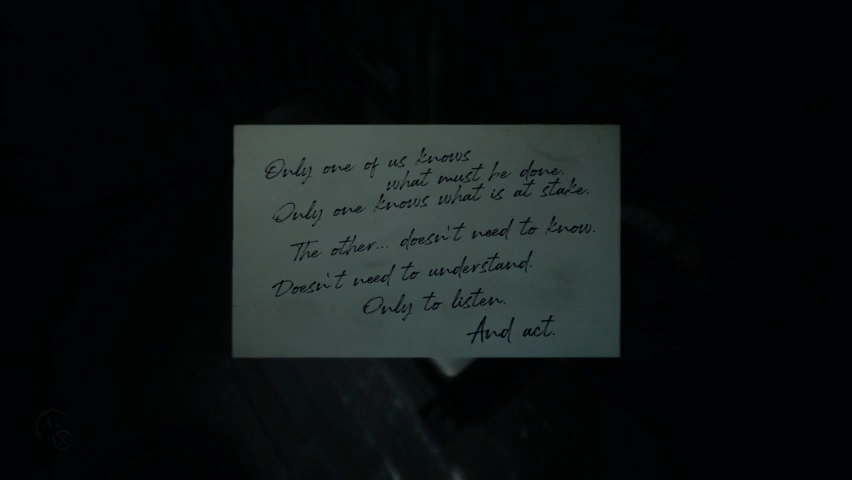 Only one of us knows
what must be done.
Only one knows what is at stake.
The other... doesn't need to know.
Doesn't need to understand.
Only to listen.
And act.